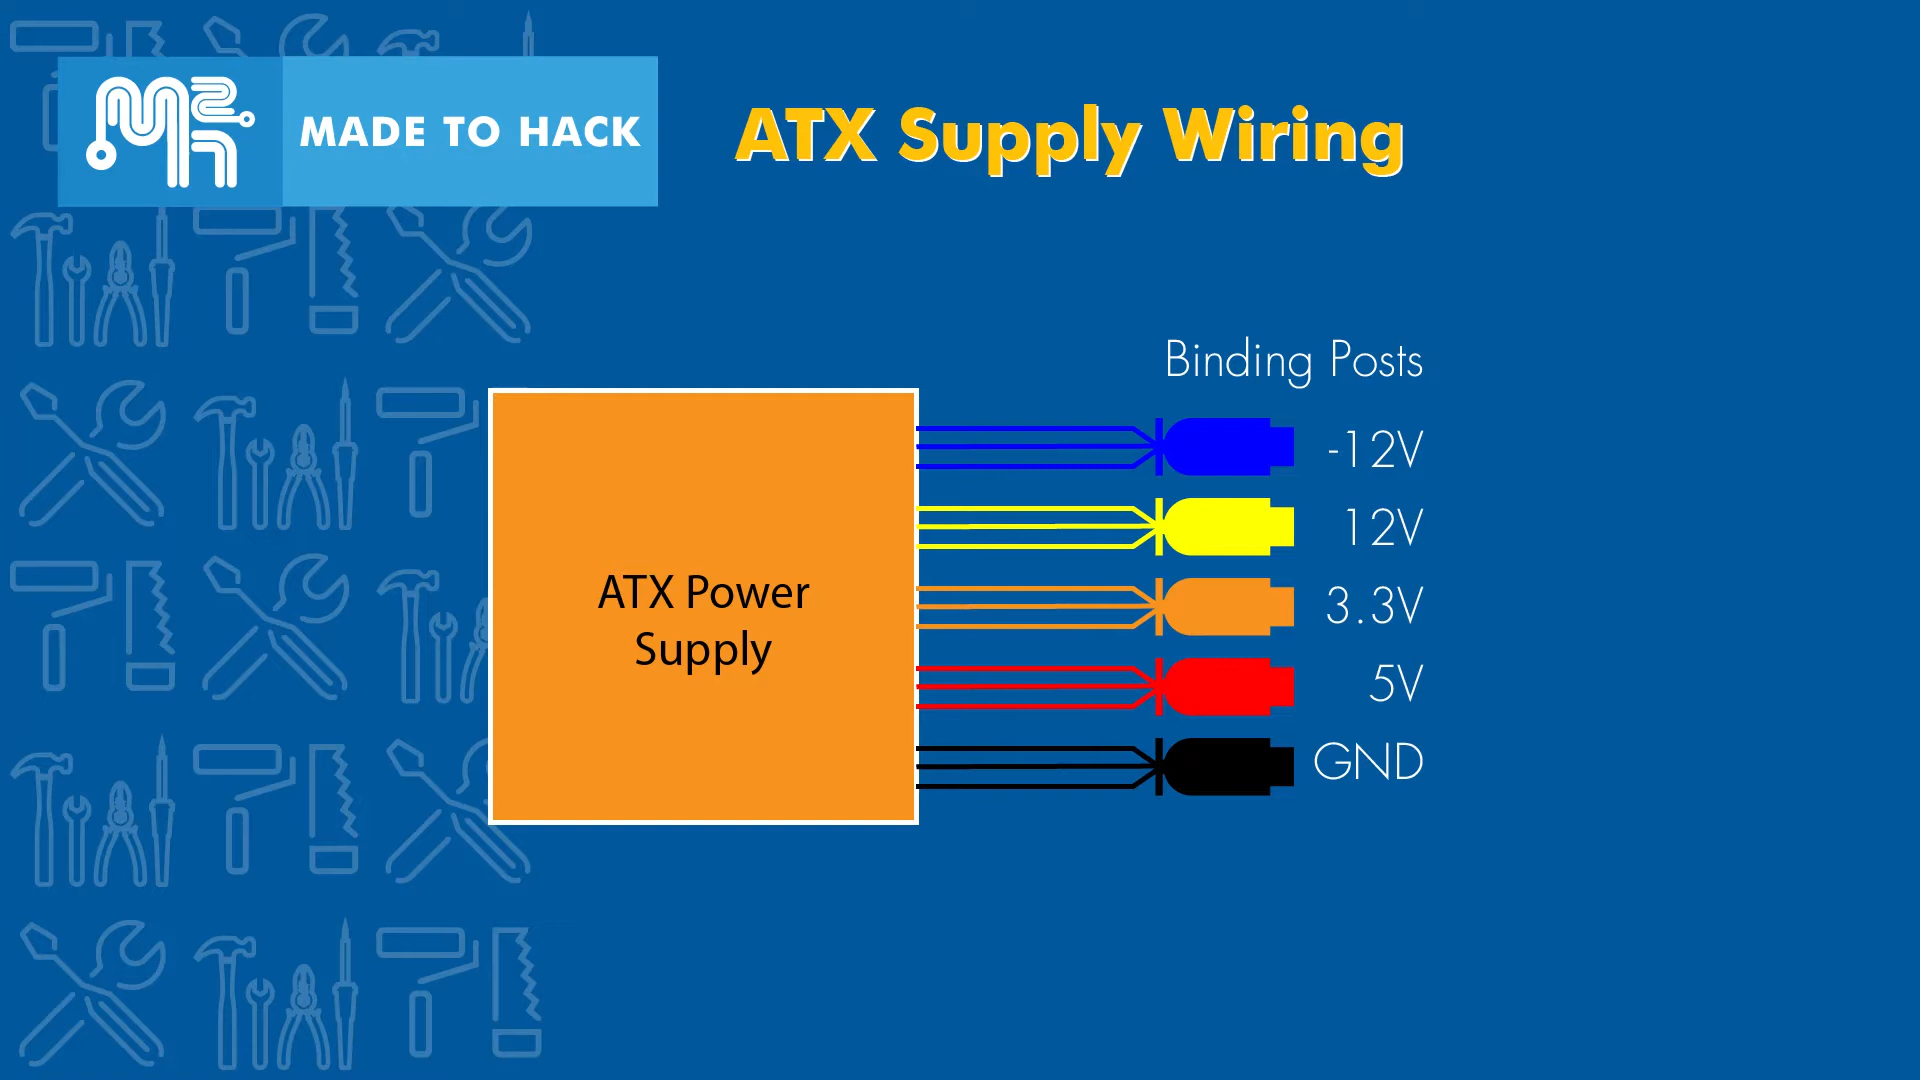 MADE TO HACK
ATX Supply Wiring
Binding Posts
-12V
12V
ATX Power
Supply
3.3V
5V
GND